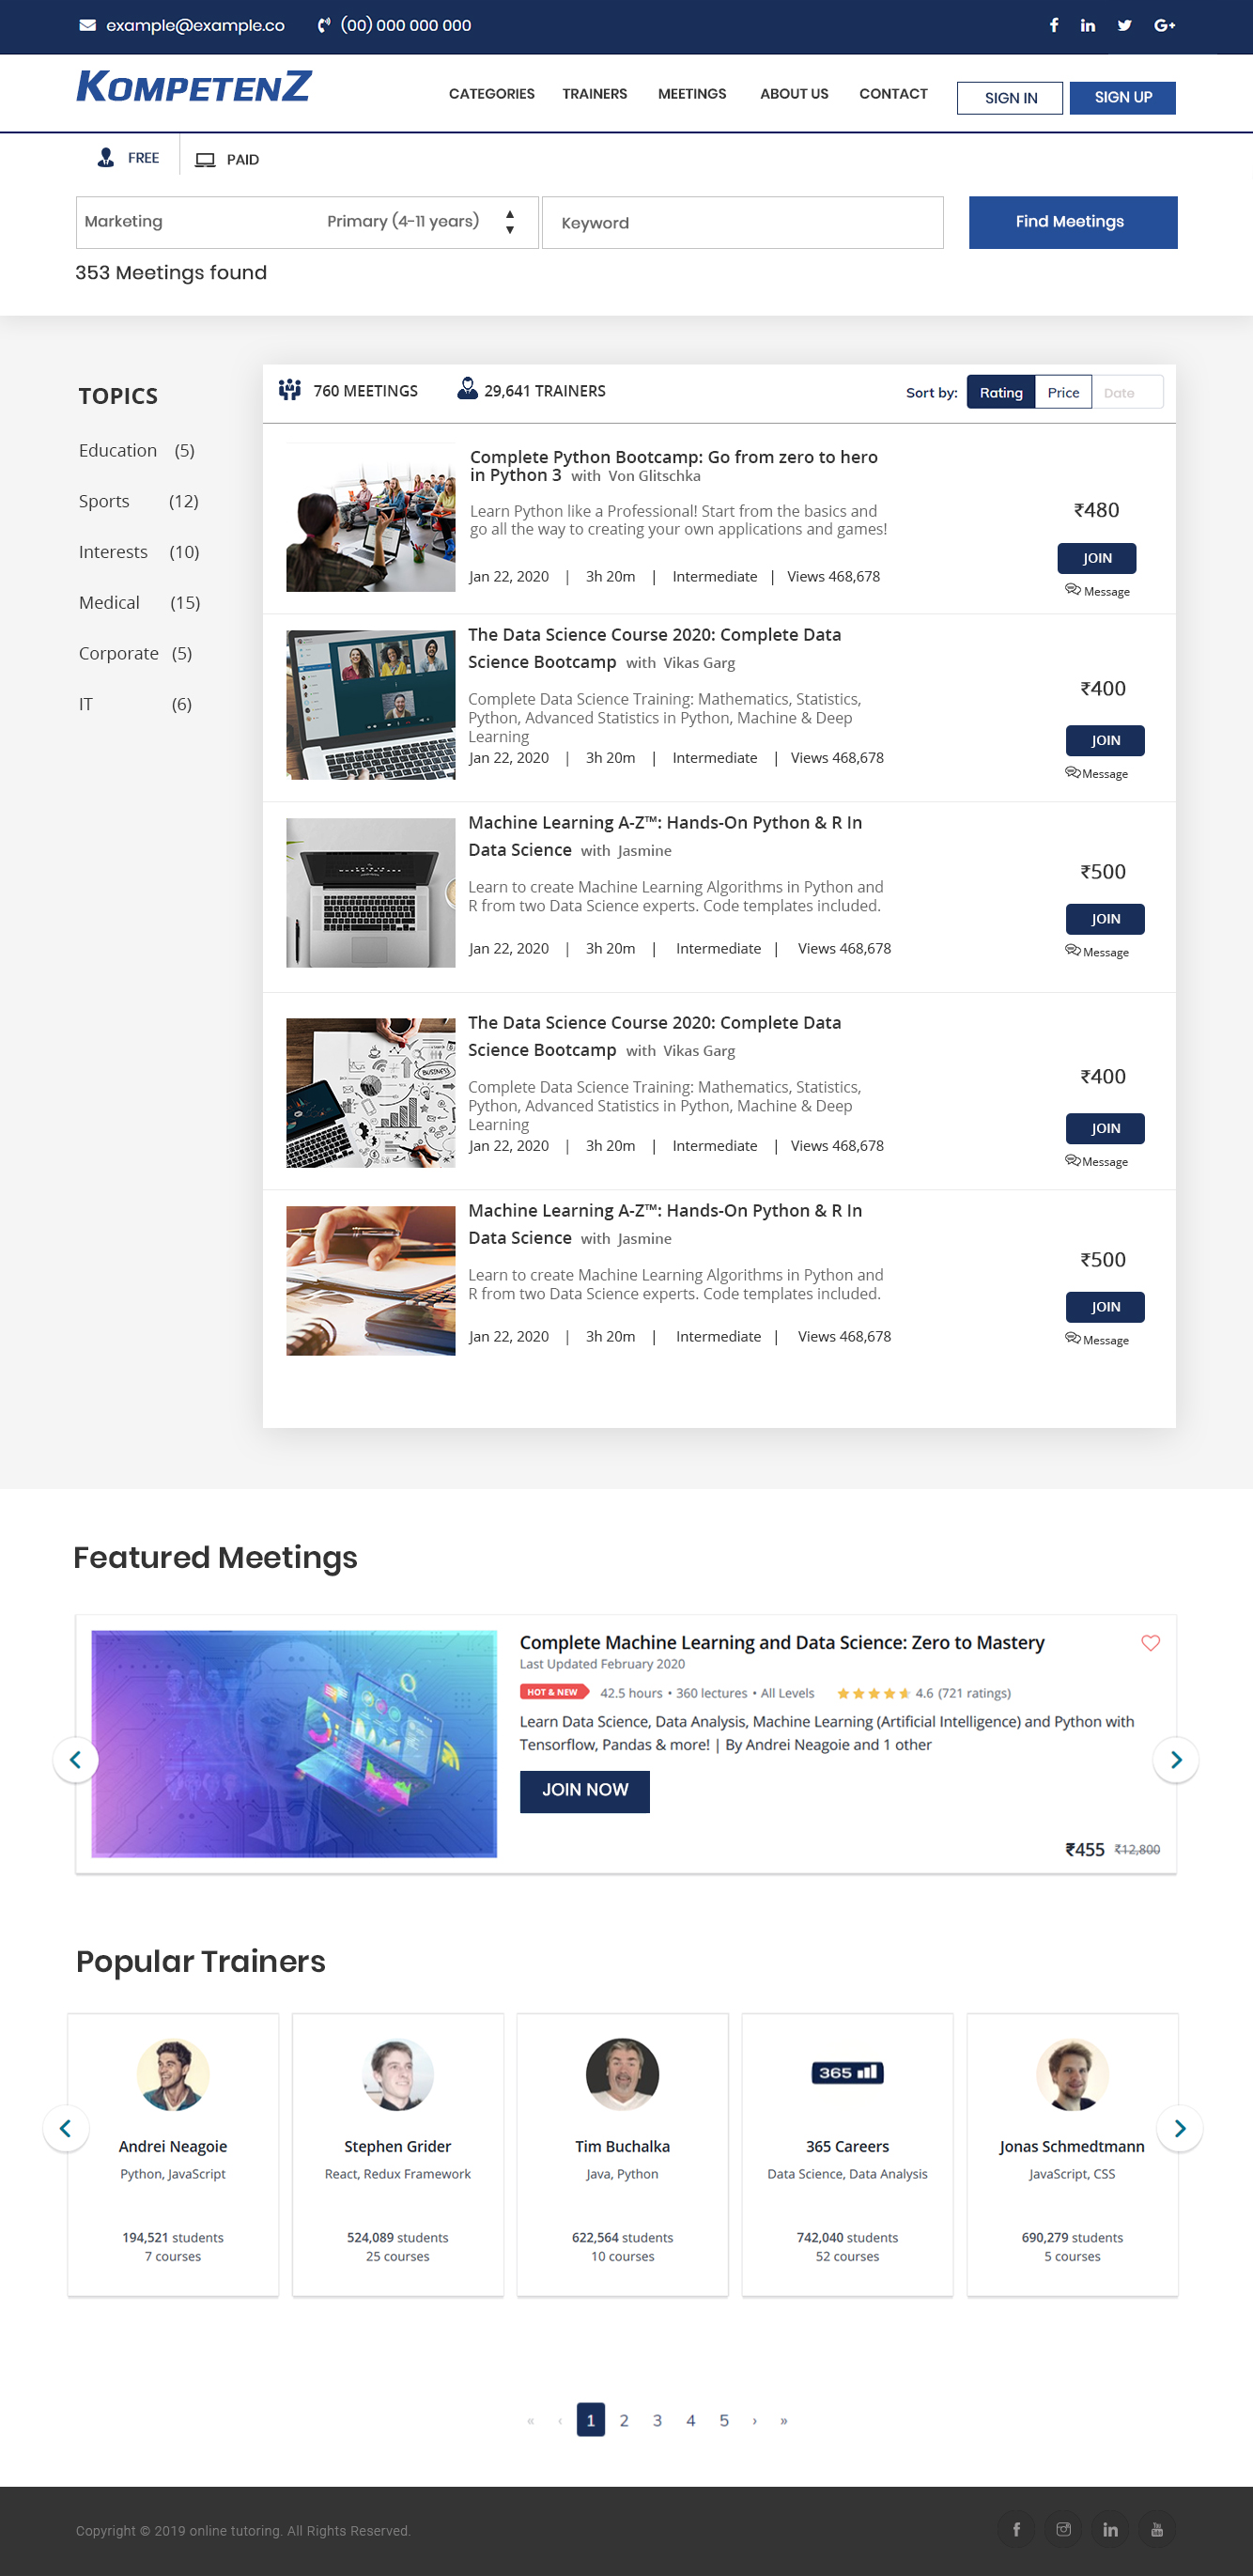 example@example.co (00) 000 000 000
KOMPETENZ
CATEGORIES TRAINERS MEETINGS ABOUT US CONTACT SIGN IN SIGN UP
FREE PAID
Marketing Primary (4-11 years) Keyword Find Meetings
353 Meetings found
TOPICS
Education (5)
Sports (12)
Interests (10)
Medical (15)
Corporate (5)
IT (6)
760 MEETINGS 29,641 TRAINERS Sort by: Rating Price Date
Complete Python Bootcamp: Go from zero to hero
in Python 3 with Von Glitschka
Learn Python like a Professional! Start from the basics and
go all the way to creating your own applications and games!
Jan 22, 2020 | 3h 20m | Intermediate | Views 468,678
₹480
JOIN
Message
The Data Science Course 2020: Complete Data
Science Bootcamp with Vikas Garg
Complete Data Science Training: Mathematics, Statistics,
Python, Advanced Statistics in Python, Machine & Deep
Learning
Jan 22, 2020 | 3h 20m | Intermediate | Views 468,678
₹400
JOIN
Message
Machine Learning A-Z™: Hands-On Python & R In
Data Science with Jasmine
Learn to create Machine Learning Algorithms in Python and
R from two Data Science experts. Code templates included.
Jan 22, 2020 | 3h 20m | Intermediate | Views 468,678
₹500
JOIN
Message
BUSINESS
The Data Science Course 2020: Complete Data
Science Bootcamp with Vikas Garg
Complete Data Science Training: Mathematics, Statistics,
Python, Advanced Statistics in Python, Machine & Deep
Learning
Jan 22, 2020 | 3h 20m | Intermediate | Views 468,678
₹400
JOIN
Message
Machine Learning A-Z™: Hands-On Python & R In
Data Science with Jasmine
Learn to create Machine Learning Algorithms in Python and
R from two Data Science experts. Code templates included.
Jan 22, 2020 | 3h 20m | Intermediate | Views 468,678
₹500
JOIN
Message
Featured Meetings
Complete Machine Learning and Data Science: Zero to Mastery
Last Updated February 2020
HOT & NEW 42.5 hours • 360 lectures • All Levels 4.6 (721 ratings)
Learn Data Science, Data Analysis, Machine Learning (Artificial Intelligence) and Python with
Tensorflow, Pandas & more! | By Andrei Neagoie and 1 other
JOIN NOW
₹455 ₹12,800
Popular Trainers
365
Andrei Neagoie Stephen Grider Tim Buchalka 365 Careers Jonas Schmedtmann
Python, JavaScript React, Redux Framework Java, Python Data Science, Data Analysis JavaScript, CSS
194,521 students 524,089 students 622,564 students 742,040 students 690,279 students
7 courses 25 courses 10 courses 52 courses 5 courses
« ‹ 1 2 3 4 5 › »
Copyright © 2019 online tutoring. All Rights Reserved.